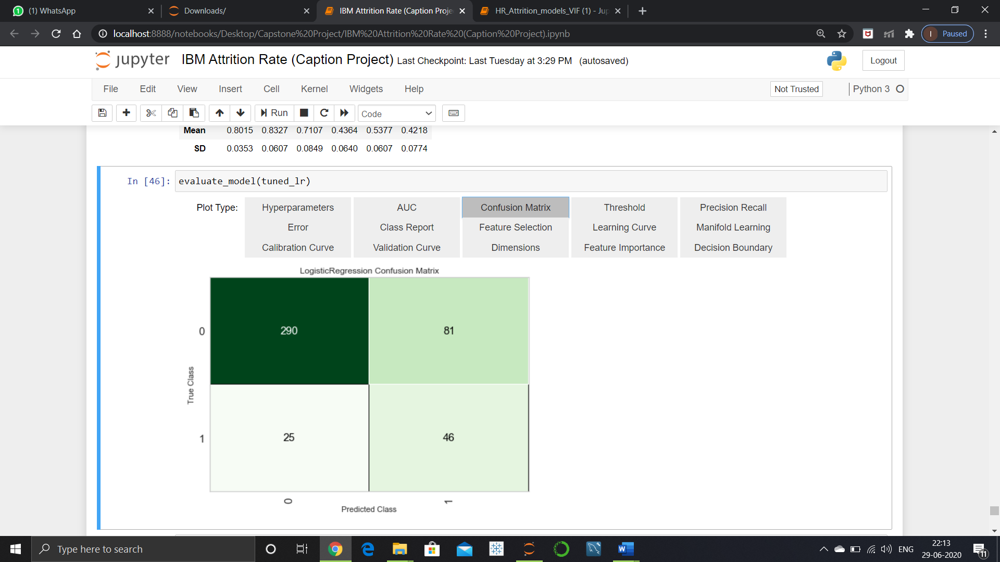 (1) WhatsApp
Downloads/
IBM Attrition Rate (Caption Proje
HR_Attrition_models_VIF (1) - Jup
localhost:8888/notebooks/Desktop/Capstone%20Project/IBM%20Attrition%20Rate%20(Caption%20Project).ipynb
I Paused
jupyter IBM Attrition Rate (Caption Project) Last Checkpoint: Last Tuesday at 3:29 PM (autosaved)
Logout
File Edit View Insert Cell Kernel Widgets Help
Not Trusted
Python 3
Run
Code
Mean 0.8015 0.8327 0.7107 0.4364 0.5377 0.4218
SD 0.0353 0.0607 0.0849 0.0640 0.0607 0.0774
In [46]: evaluate_model(tuned_lr)
Plot Type: Hyperparameters AUC Confusion Matrix Threshold Precision Recall
Error Class Report Feature Selection Learning Curve Manifold Learning
Calibration Curve Validation Curve Dimensions Feature Importance Decision Boundary
LogisticRegression Confusion Matrix
0 290 81
True Class
1 25 46
0 1
Predicted Class
Type here to search
ENG
22:13
29-06-2020
11